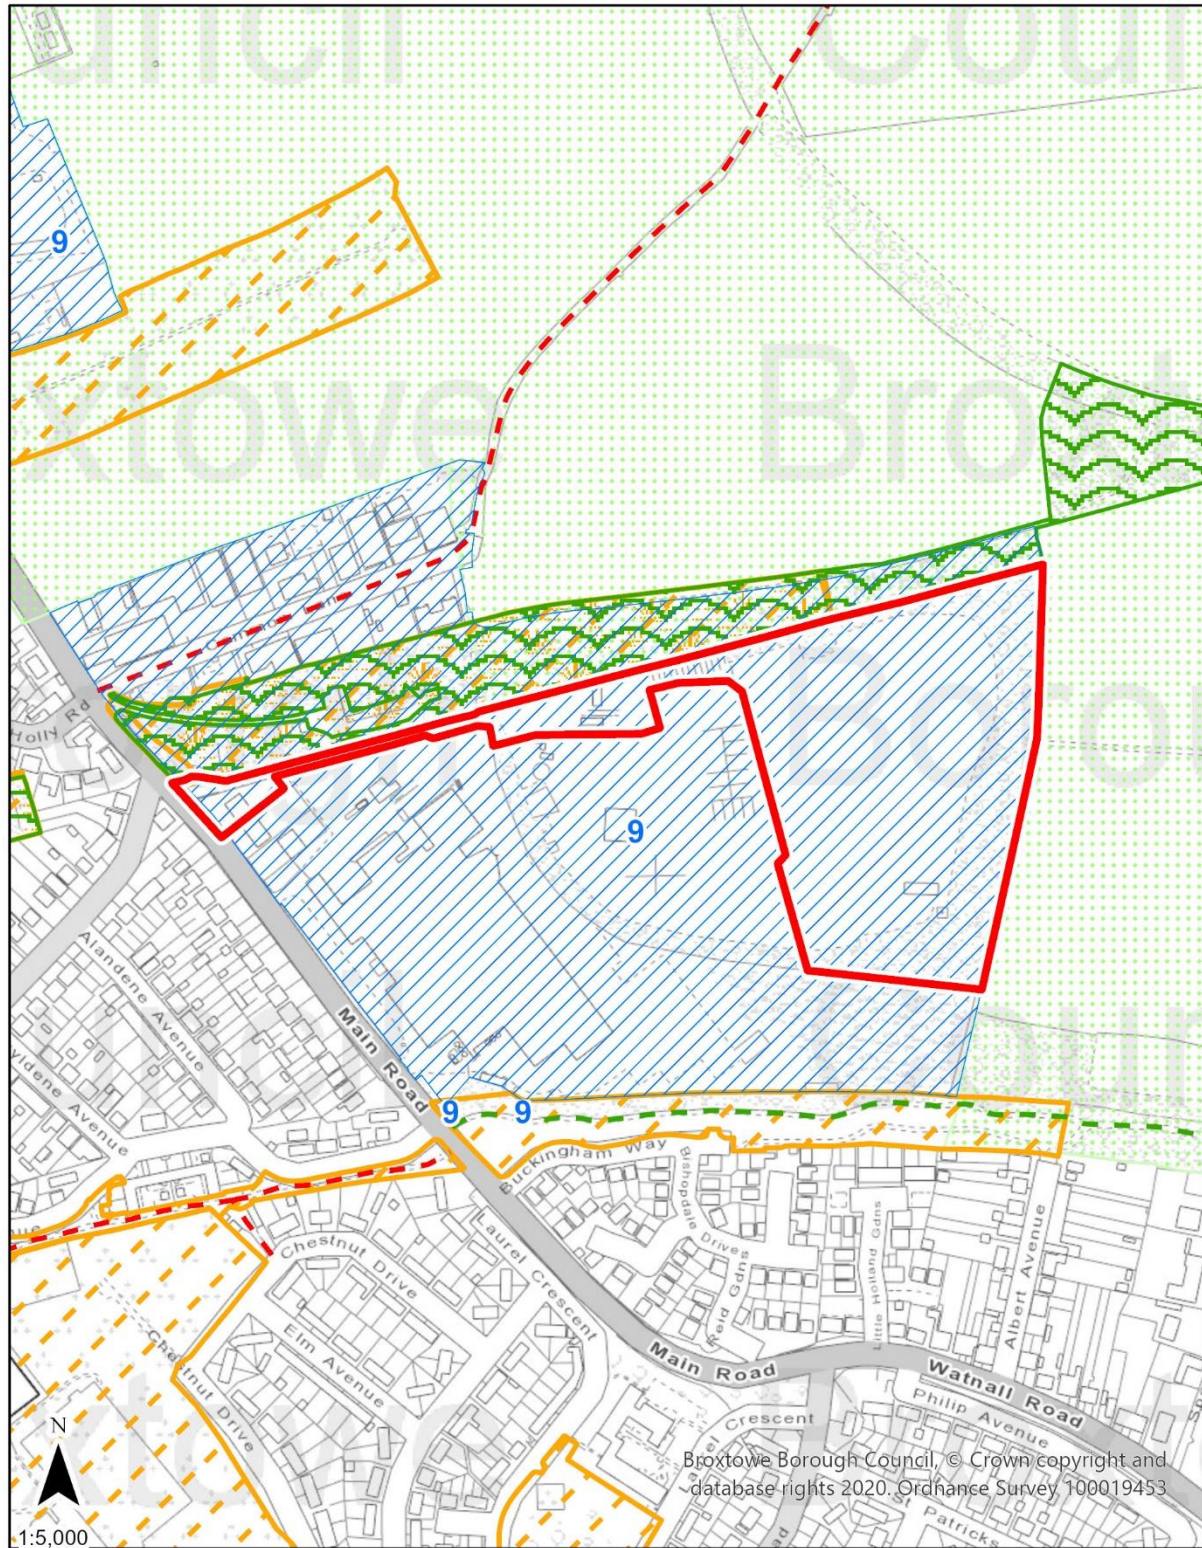 9
Holly Rd
9
Alandene Avenue
Main Road
9
9
Buckingham Way
Laurel Crescent
Chestnut Drive
Elm Avenue
Chestnut Drive
Reid Gdns
Little Holland Gdns
Albert Avenue
Main Road
Watnall Road
Philip Avenue
Crescent
Patricks
N
1:5,000
Broxtowe Borough Council, © Crown copyright and
database rights 2020. Ordnance Survey 100019453